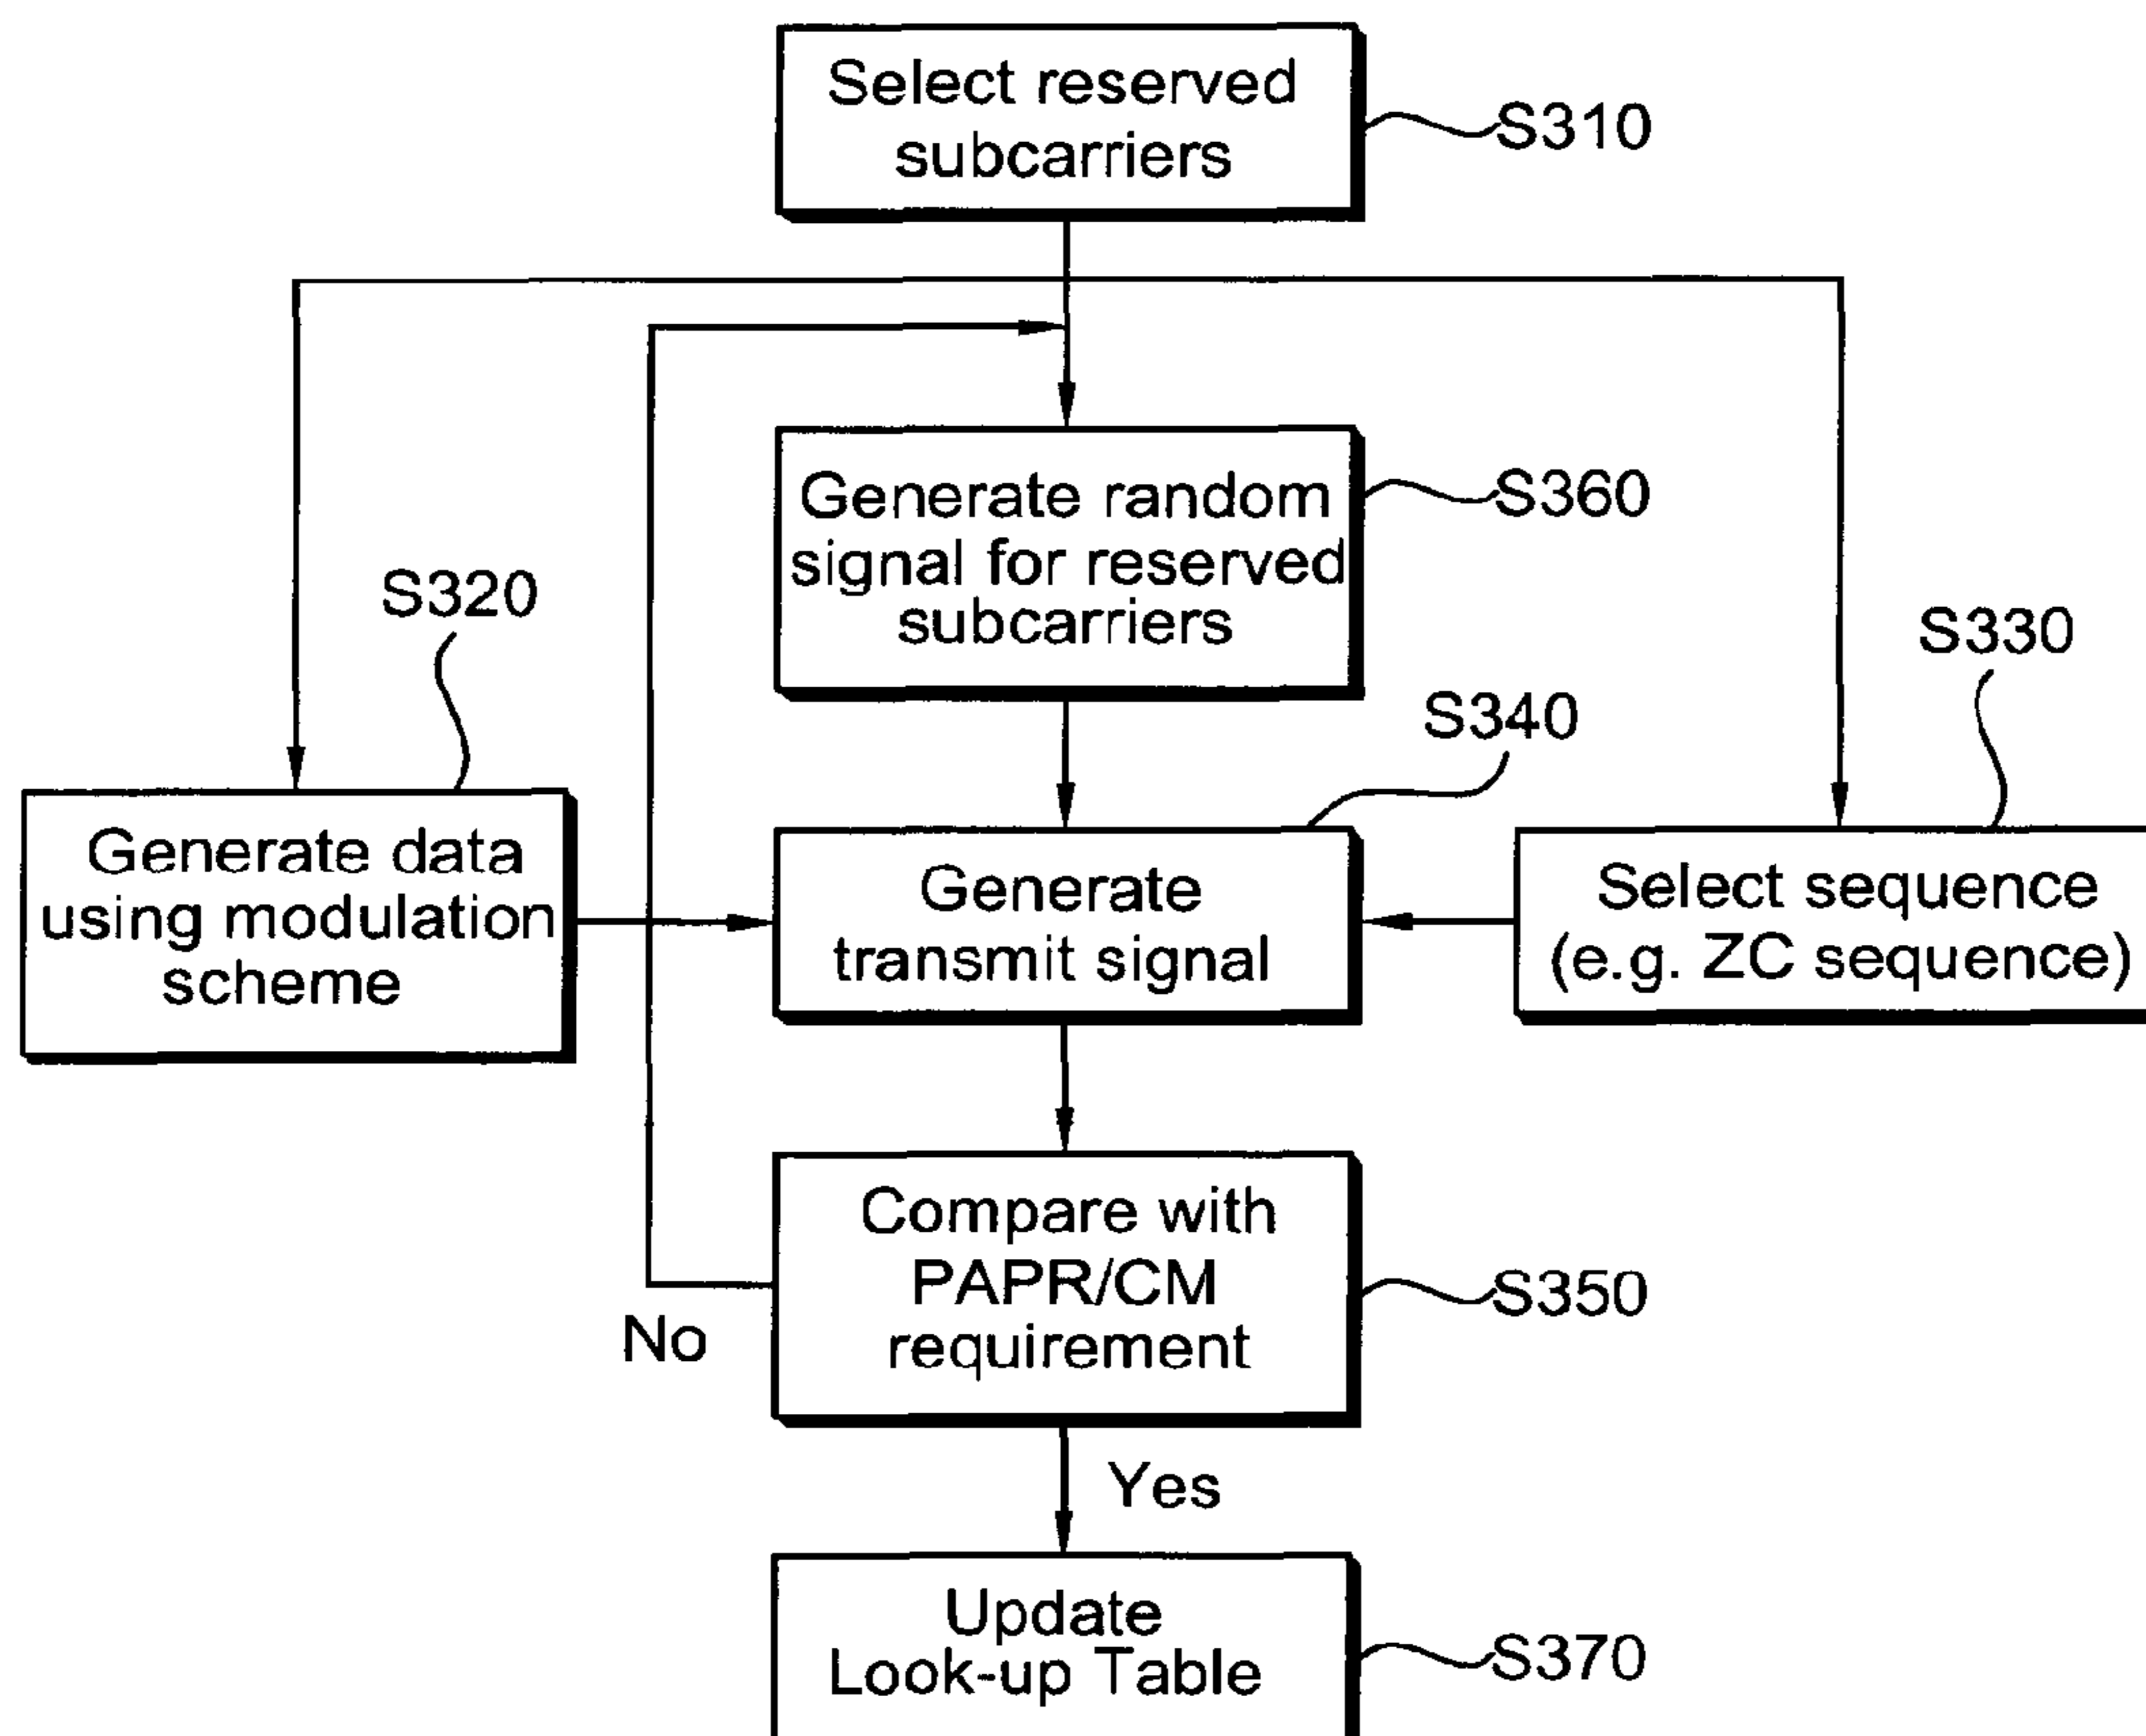 Select reserved
subcarriers
S310
Generate random
signal for reserved
subcarriers
S360
S320
Generate data
using modulation
scheme
S340
Generate
transmit signal
S330
Select sequence
(e.g. ZC sequence)
Compare with
PAPR/CM
requirement
S350
No
Yes
Update
Look-up Table
S370